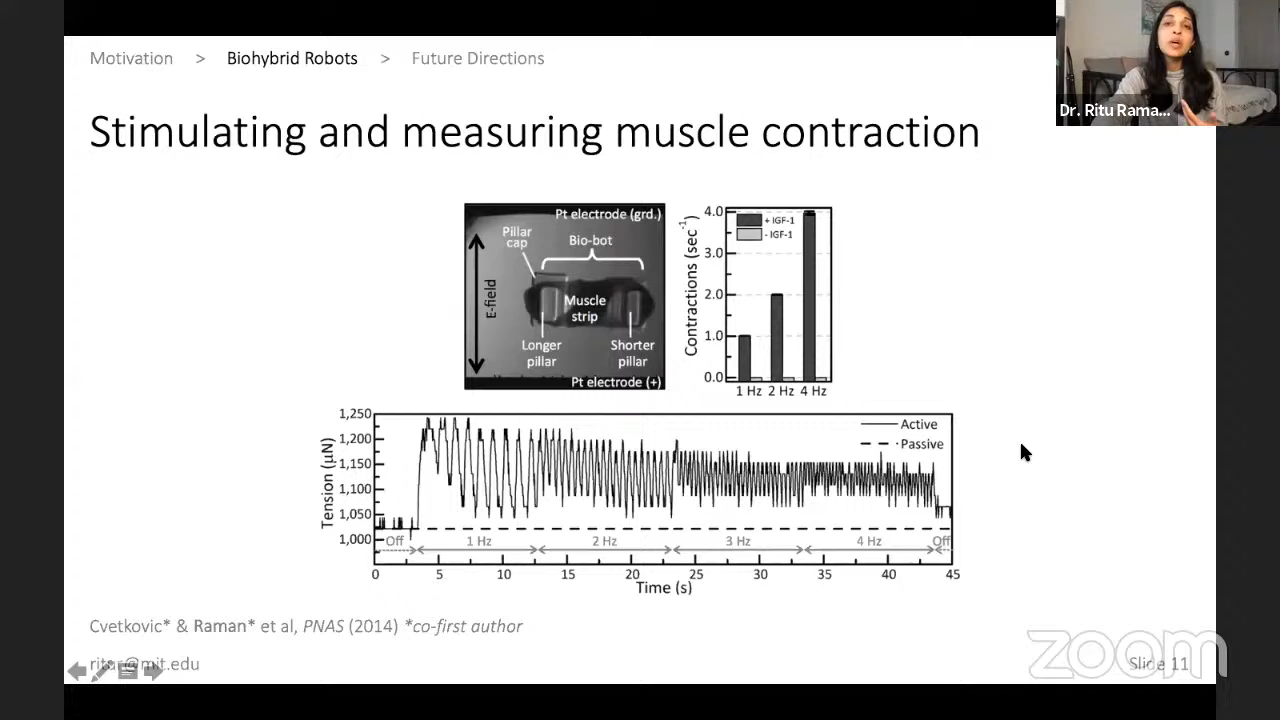 Motivation > Biohybrid Robots > Future Directions
Dr. Ritu Rama...
Stimulating and measuring muscle contraction
Pt electrode (grd.)
Pillar
cap
Bio-bot
E-field
Muscle
strip
Longer
pillar
Shorter
pillar
Pt electrode (+)
Contractions (sec⁻¹)
4.0
3.0
2.0
1.0
0.0
+ IGF-1
- IGF-1
1 Hz 2 Hz 4 Hz
Tension (µN)
1,250
1,200
1,150
1,100
1,050
1,000
Active
Passive
Off 1 Hz 2 Hz 3 Hz 4 Hz Off
0 5 10 15 20 25 30 35 40 45
Time (s)
Cvetkovic* & Raman* et al, PNAS (2014) *co-first author
ritur@mit.edu
zoom
Slide 11